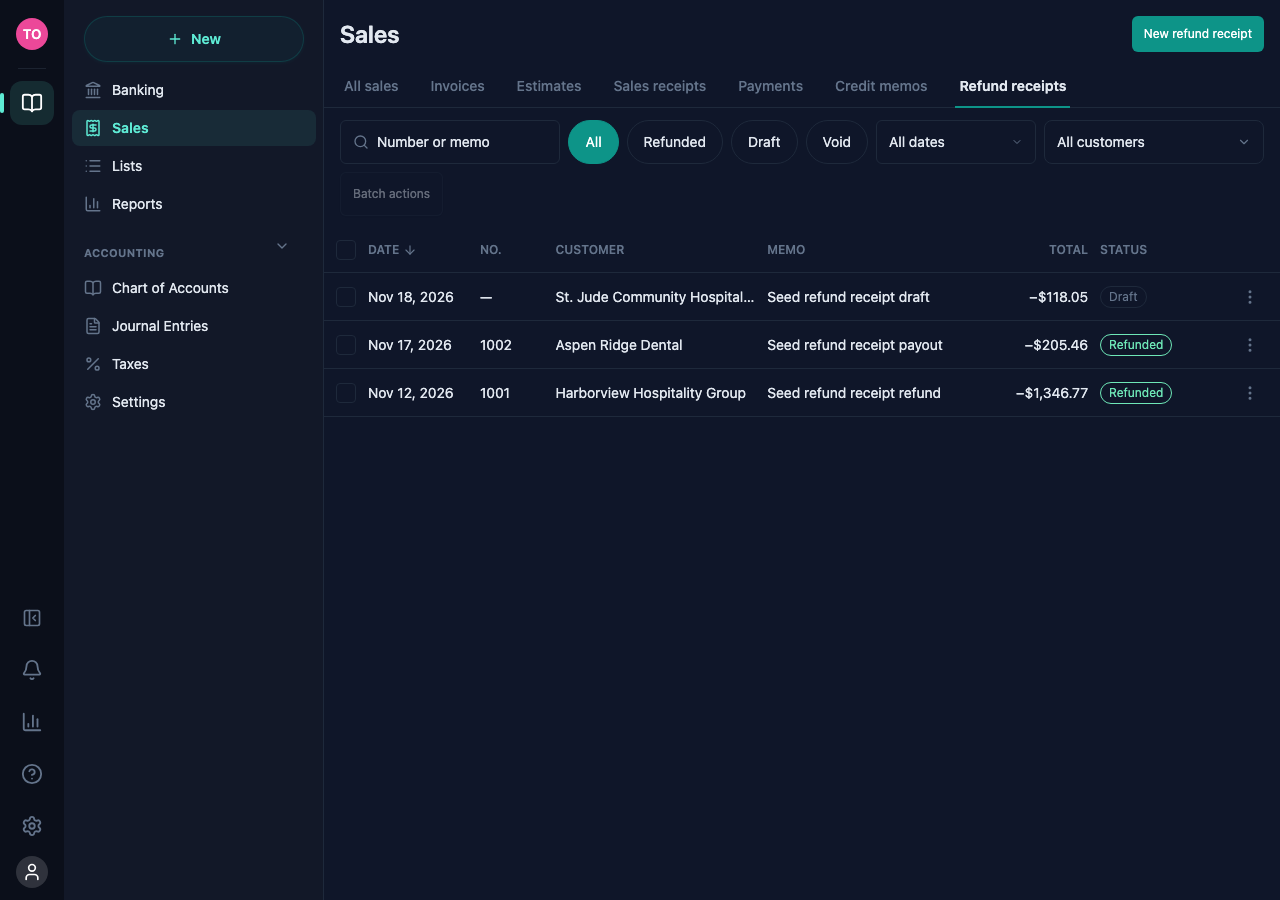 TO
New
Banking
Sales
Lists
Reports
ACCOUNTING
Chart of Accounts
Journal Entries
Taxes
Settings
Sales
New refund receipt
All sales Invoices Estimates Sales receipts Payments Credit memos Refund receipts
Number or memo All Refunded Draft Void All dates All customers
Batch actions
DATE NO. CUSTOMER MEMO TOTAL STATUS
Nov 18, 2026 — St. Jude Community Hospital... Seed refund receipt draft –$118.05 Draft
Nov 17, 2026 1002 Aspen Ridge Dental Seed refund receipt payout –$205.46 Refunded
Nov 12, 2026 1001 Harborview Hospitality Group Seed refund receipt refund –$1,346.77 Refunded